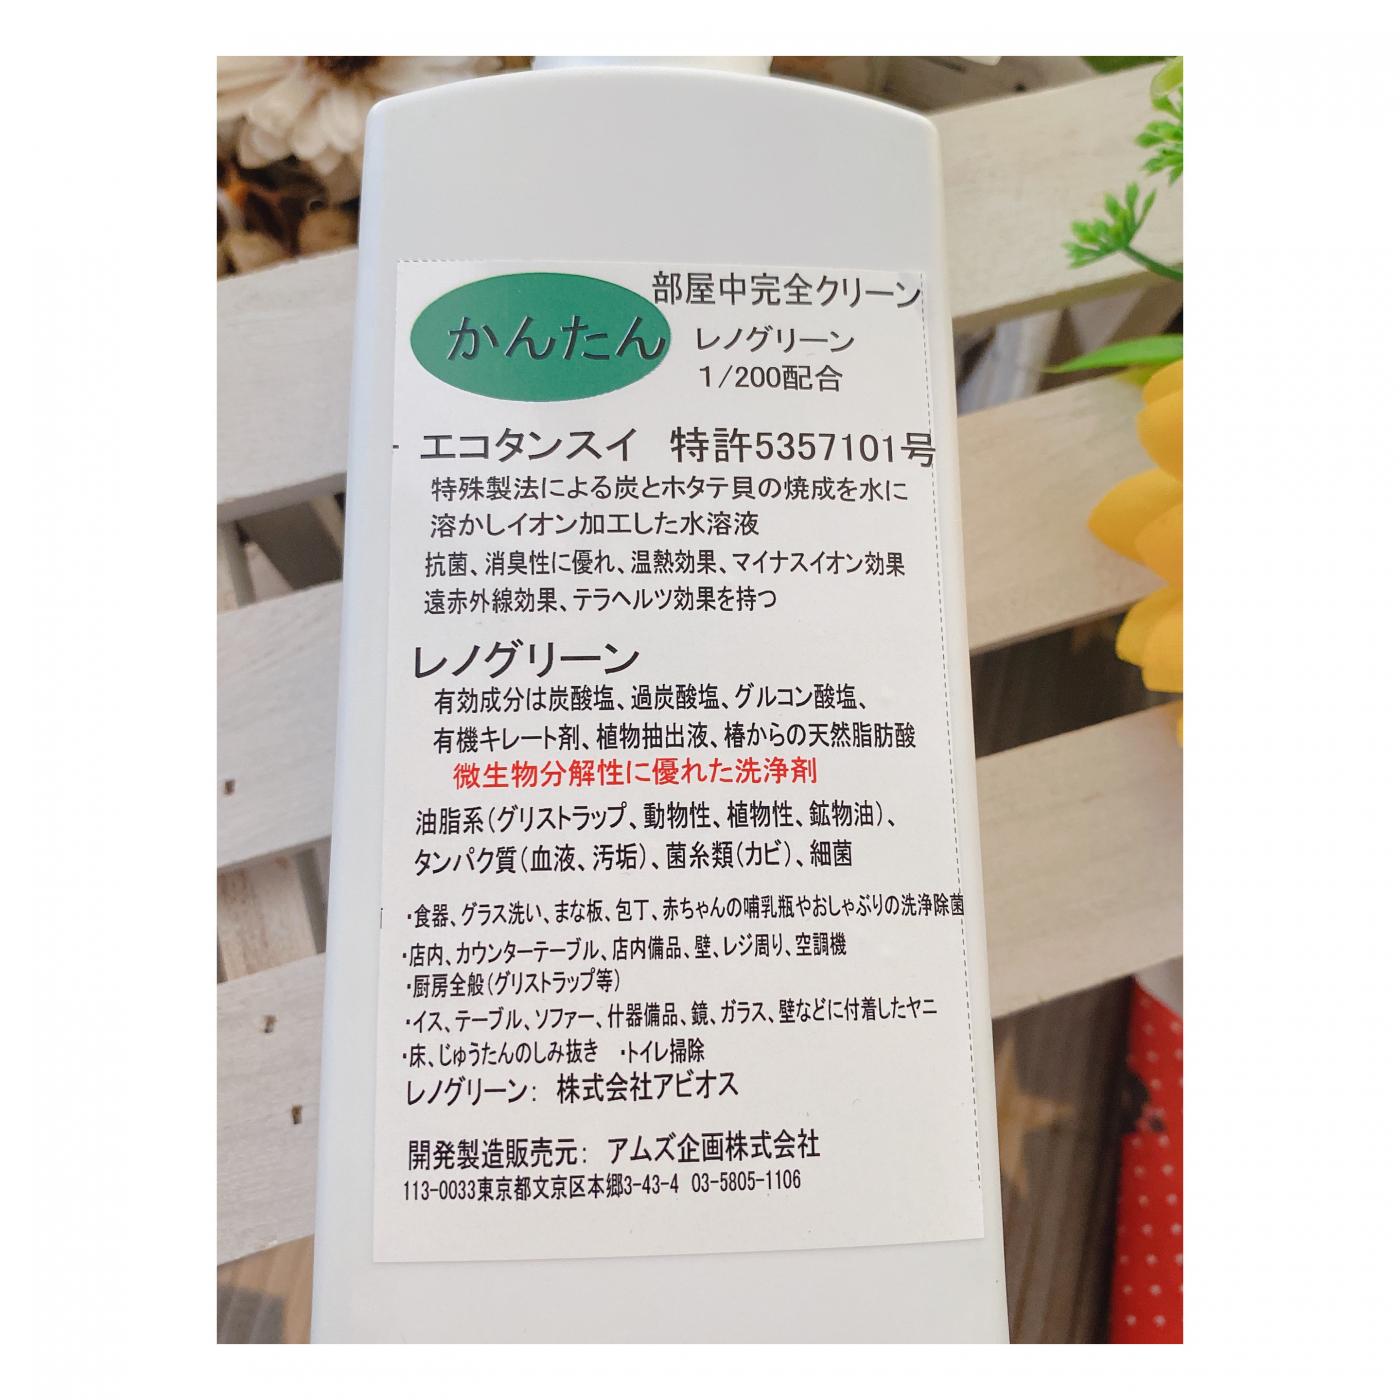 部屋中完全クリーン
かんたん
レノグリーン
1/200配合
エコタンスイ 特許5357101号
特殊製法による炭とホタテ貝の焼成を水に
溶かしイオン加工した水溶液
抗菌、消臭性に優れ、温熱効果、マイナスイオン効果
遠赤外線効果、テラヘルツ効果を持つ
レノグリーン
有効成分は炭酸塩、過炭酸塩、グルコン酸塩、
有機キレート剤、植物抽出液、椿からの天然脂肪酸
微生物分解性に優れた洗浄剤
油脂系(グリストラップ、動物性、植物性、鉱物油)、
タンパク質(血液、汚垢)、菌糸類(カビ)、細菌
・食器、グラス洗い、まな板、包丁、赤ちゃんの哺乳瓶やおしゃぶりの洗浄除菌
・店内、カウンターテーブル、店内備品、壁、レジ周り、空調機
・厨房全般(グリストラップ等)
・イス、テーブル、ソファー、什器備品、鏡、ガラス、壁などに付着したヤニ
・床、じゅうたんのしみ抜き ・トイレ掃除
レノグリーン: 株式会社アビオス
開発製造販売元: アムズ企画株式会社
113-0033東京都文京区本郷3-43-4 03-5805-1106